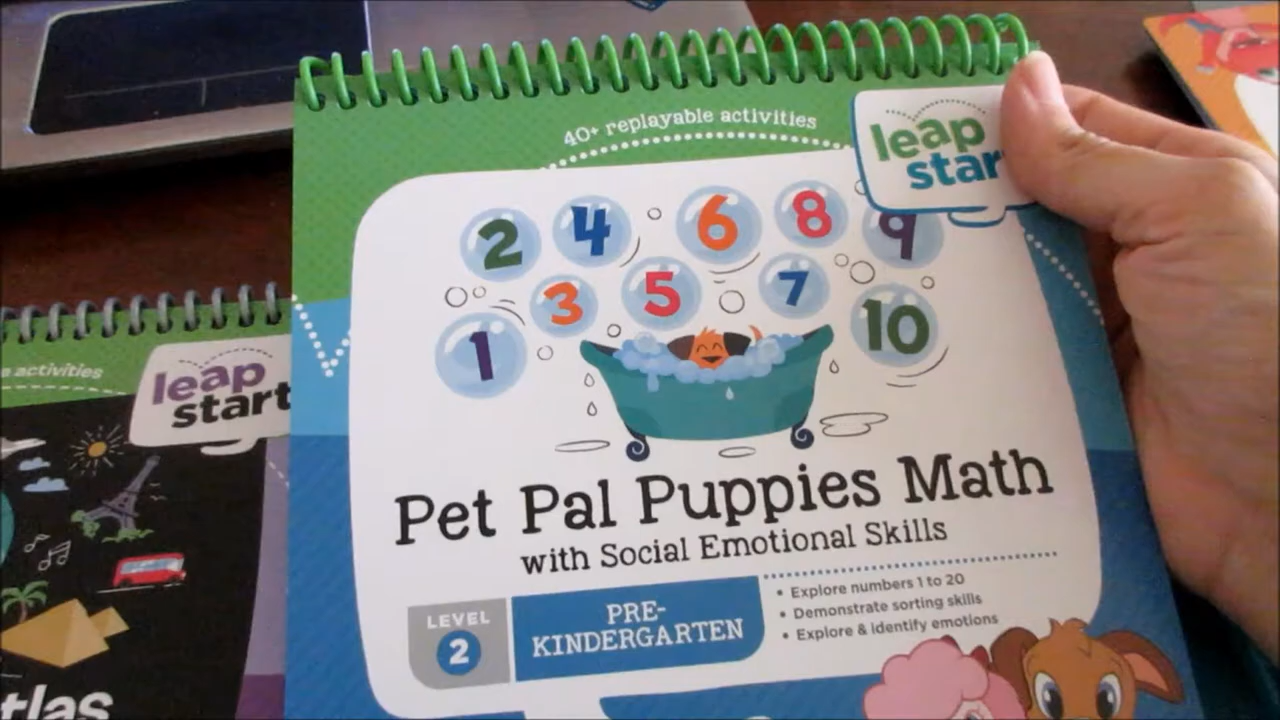 40+ replayable activities
leap
star
2 4 6 8 9
3 5 7
1 10
Pet Pal Puppies Math
with Social Emotional Skills
LEVEL
2
PRE-
KINDERGARTEN
• Explore numbers 1 to 20
• Demonstrate sorting skills
• Explore & identify emotions
activities
leap
start
tlas